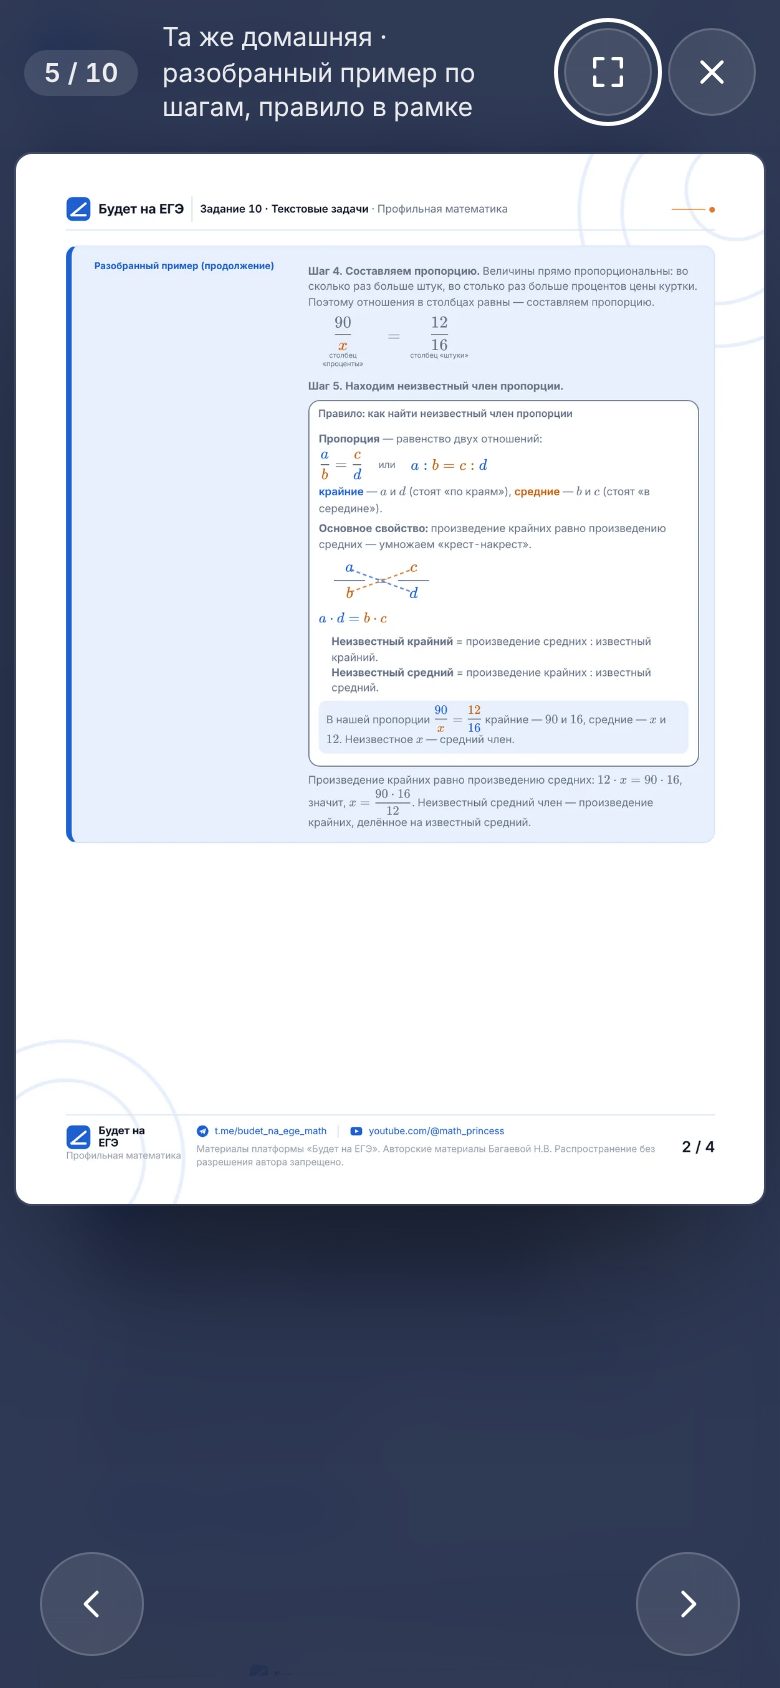 5 / 10
Та же домашняя ·
разобранный пример по
шагам, правило в рамке
Будет на ЕГЭ
Задание 10 · Текстовые задачи · Профильная математика
Разобранный пример (продолжение)
Шаг 4. Составляем пропорцию. Величины прямо пропорциональны: во
сколько раз больше штук, во столько раз больше процентов цены куртки.
Поэтому отношения в столбцах равны — составляем пропорцию.
90 12
— = —
x 16
столбец «проценты» столбец «штуки»
Шаг 5. Находим неизвестный член пропорции.
Правило: как найти неизвестный член пропорции
Пропорция — равенство двух отношений:
a/b = c/d или a : b = c : d
крайние — a и d (стоят «по краям»), средние — b и c (стоят «в
середине»).
Основное свойство: произведение крайних равно произведению
средних — умножаем «крест-накрест».
a c
b d
a · d = b · c
Неизвестный крайний = произведение средних : известный
крайний.
Неизвестный средний = произведение крайних : известный
средний.
В нашей пропорции 90/x = 12/16 крайние — 90 и 16, средние — x и
12. Неизвестное x — средний член.
Произведение крайних равно произведению средних: 12 · x = 90 · 16,
значит, x = 90 · 16/12. Неизвестный средний член — произведение
крайних, делённое на известный средний.
Будет на
ЕГЭ
Профильная математика
t.me/budet_na_ege_math
youtube.com/@math_princess
Материалы платформы «Будет на ЕГЭ». Авторские материалы Багаевой Н.В. Распространение без
разрешения автора запрещено.
2 / 4